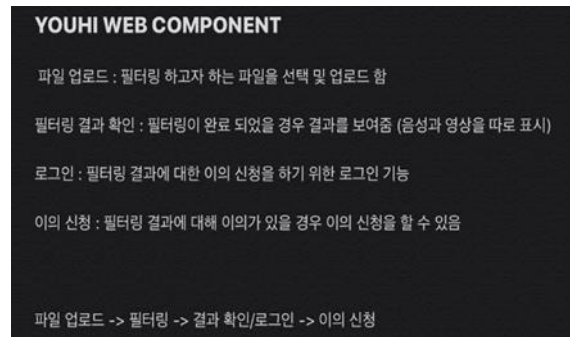 YOUHI WEB COMPONENT
파일 업로드 : 필터링 하고자 하는 파일을 선택 및 업로드 함
필터링 결과 확인 : 필터링이 완료 되었을 경우 결과를 보여줌 (음성과 영상을 따로 표시)
로그인 : 필터링 결과에 대한 이의 신청을 하기 위한 로그인 기능
이의 신청 : 필터링 결과에 대해 이의가 있을 경우 이의 신청을 할 수 있음
파일 업로드 -> 필터링 -> 결과 확인/로그인 -> 이의 신청